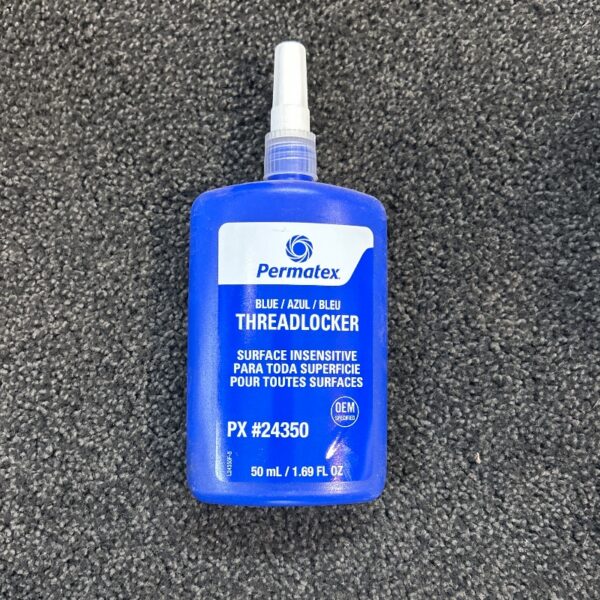 Permatex
BLUE / AZUL / BLEU
THREADLOCKER
SURFACE INSENSITIVE
PARA TODA SUPERFICIE
POUR TOUTES SURFACES
OEM
SPECIFIED
PX #24350
50 mL / 1.69 FL OZ